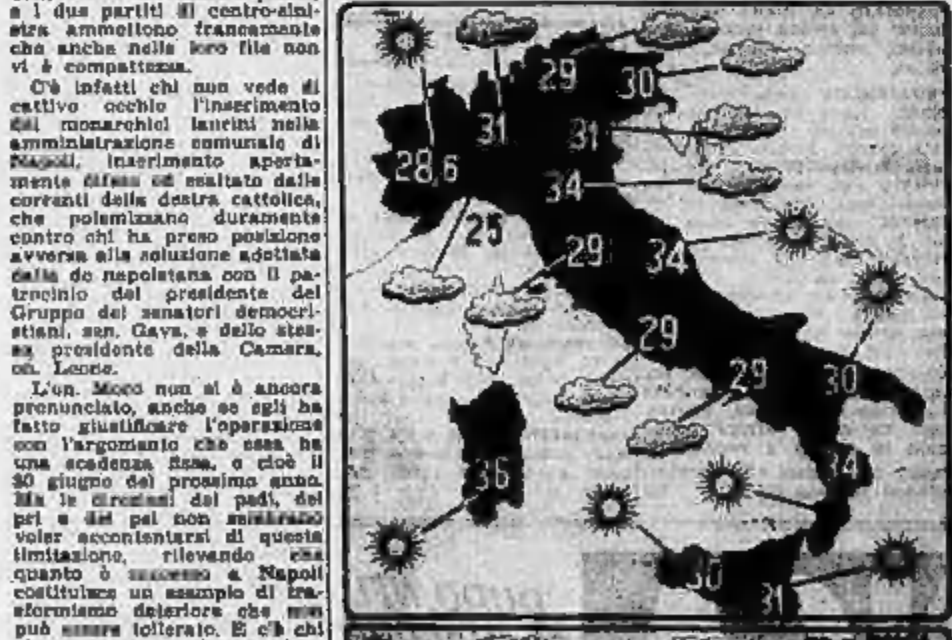 e i due partiti di centro-sini-
stra ammettono francamente
che anche nelle loro file non
vi è compattezza.
C'è infatti chi non vede di
cattivo occhio l'inserimento
dei monarchici laurini nella
amministrazione comunale di
Napoli, inserimento aperta-
mente difeso ed esaltato dalle
correnti della destra cattolica,
che polemizzano duramente
contro chi ha preso posizione
avversa alla soluzione adottata
dalla dc napoletana con il pa-
trocinio del presidente del
Gruppo dei senatori democri-
stiani, sen. Gava, e dello stes-
so presidente della Camera,
on. Leone.
L'on. Moro non si è ancora
pronunciato, anche se egli ha
fatto giustificare l'operazione
con l'argomento che essa ha
una scadenza fissa, e cioè il
30 giugno del prossimo anno.
Ma le direzioni del psdi, del
pri e del psi non sembrano
voler accontentarsi di questa
limitazione, rilevando che
quanto è successo a Napoli
costituisce un esempio di tra-
sformismo deteriore che non
può essere tollerato. E c'è chi
29
30
31
31
28,6
34
25
29
34
29
29
30
36
34
30
31